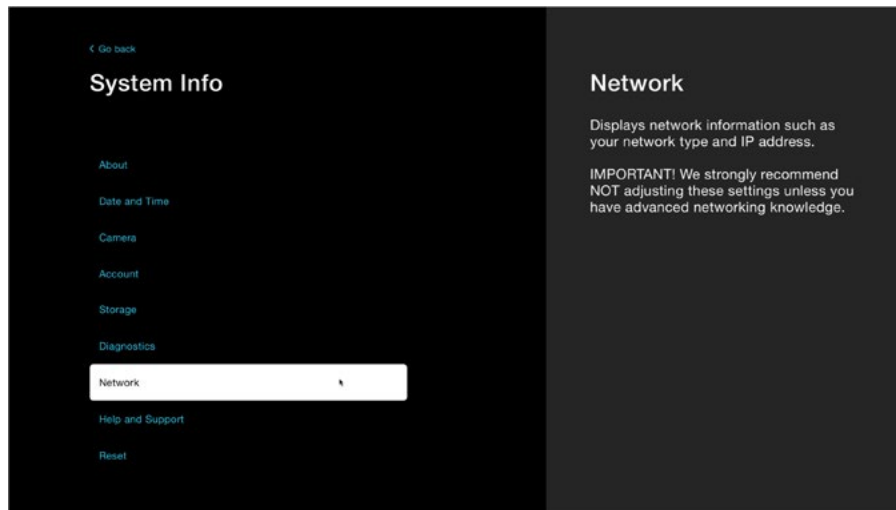 Go back
System Info
About
Date and Time
Camera
Account
Storage
Diagnostics
Network
Help and Support
Reset
Network
Displays network information such as
your network type and IP address.
IMPORTANT! We strongly recommend
NOT adjusting these settings unless you
have advanced networking knowledge.